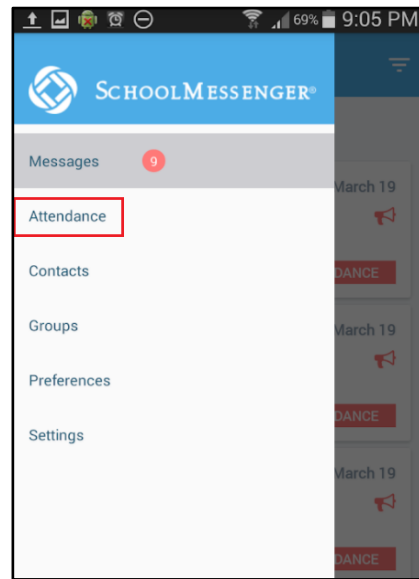 69% 9:05 PM
SCHOOLMESSENGER®
Messages 9
March 19
Attendance
DANCE
Contacts
Groups
March 19
Preferences
DANCE
Settings
March 19
DANCE